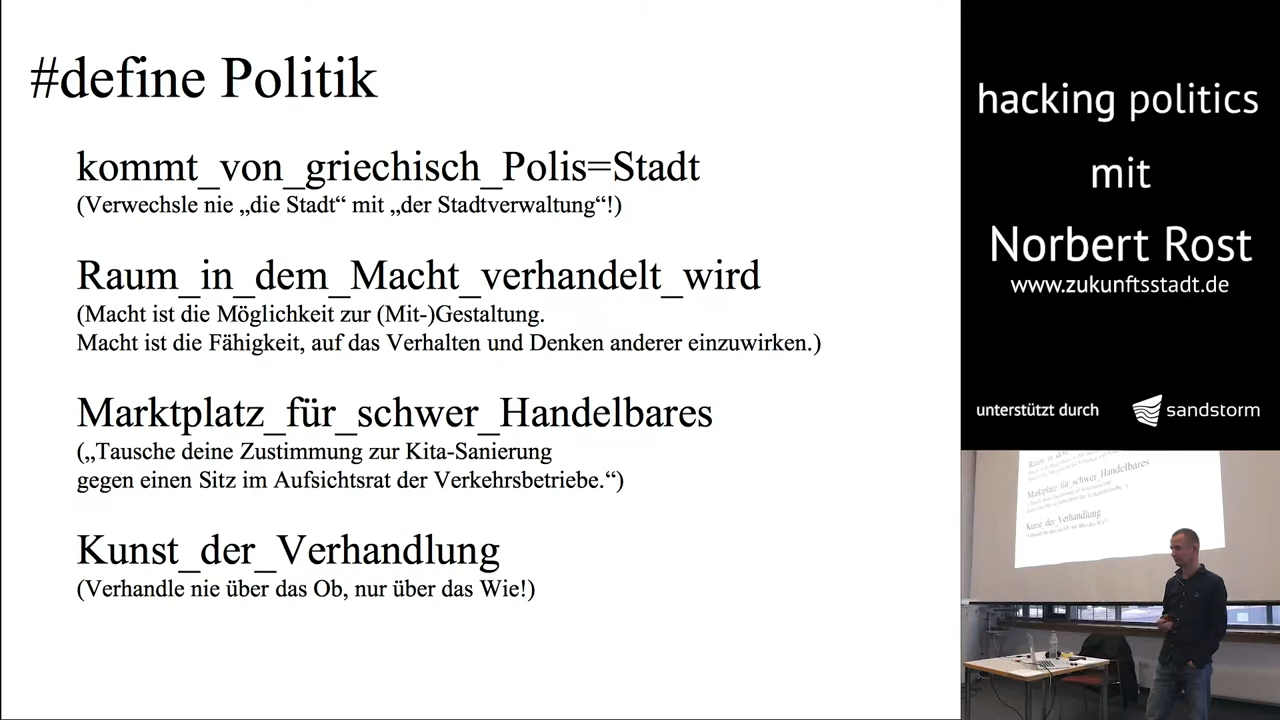 #define Politik
kommt_von_griechisch_Polis=Stadt
(Verwechsle nie „die Stadt“ mit „der Stadtverwaltung“!)
Raum_in_dem_Macht_verhandelt_wird
(Macht ist die Möglichkeit zur (Mit-)Gestaltung.
Macht ist die Fähigkeit, auf das Verhalten und Denken anderer einzuwirken.)
Marktplatz_für_schwer_Handelbares
(„Tausche deine Zustimmung zur Kita-Sanierung
gegen einen Sitz im Aufsichtsrat der Verkehrsbetriebe.“)
Kunst_der_Verhandlung
(Verhandle nie über das Ob, nur über das Wie!)
hacking politics
mit
Norbert Rost
www.zukunftsstadt.de
unterstützt durch
sandstorm
Raum_in_dem
Marktplatz_für_schwer_Handelbares
Kunst_der_Verhandlung